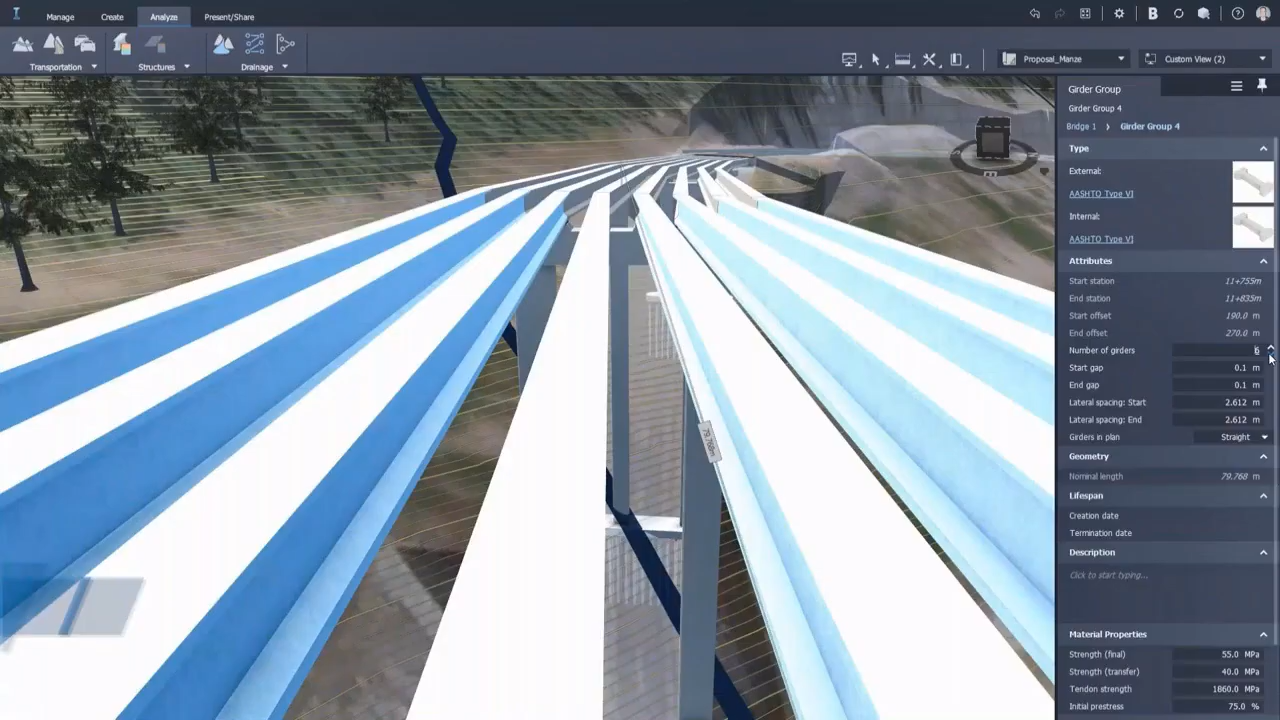 Manage Create Analyze Present/Share
B
Transportation Structures Drainage
Proposal_Manze Custom View (2)
Girder Group
Girder Group 4
Bridge 1 Girder Group 4
Type
External:
AASHTO Type VI
Internal:
AASHTO Type VI
Attributes
Start station 11+755m
End station 11+835m
Start offset 190.0 m
End offset 270.0 m
Number of girders 6
Start gap 0.1 m
End gap 0.1 m
Lateral spacing: Start 2.612 m
Lateral spacing: End 2.612 m
Girders in plan Straight
Geometry
Nominal length 79.768 m
Lifespan
Creation date
Termination date
Description
Click to start typing...
Material Properties
Strength (final) 55.0 MPa
Strength (transfer) 40.0 MPa
Tendon strength 1860.0 MPa
Initial prestress 75.0 %
79.768m